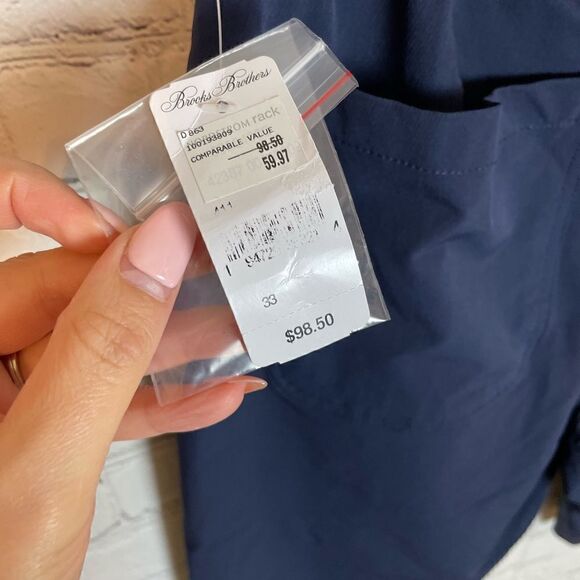 Brooks Brothers
rack
D 863
100193809
COMPARABLE VALUE
98.50
59.97
33
$98.50